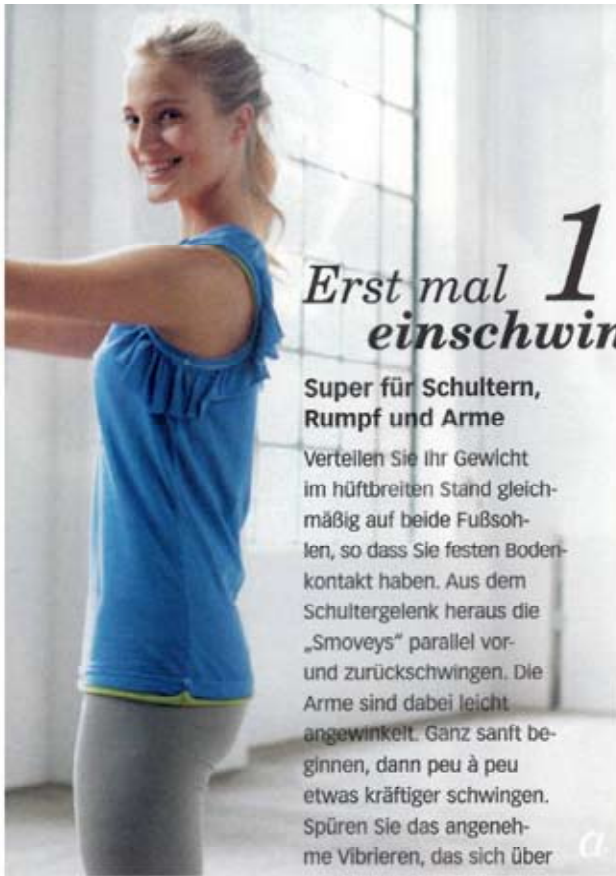 Erst mal 1
einschwin
Super für Schultern,
Rumpf und Arme
Verteilen Sie Ihr Gewicht
im hüftbreiten Stand gleich-
mäßig auf beide Fußsoh-
len, so dass Sie festen Boden-
kontakt haben. Aus dem
Schultergelenk heraus die
„Smoveys“ parallel vor-
und zurückschwingen. Die
Arme sind dabei leicht
angewinkelt. Ganz sanft be-
ginnen, dann peu à peu
etwas kräftiger schwingen.
Spüren Sie das angeneh-
me Vibrieren, das sich über
a